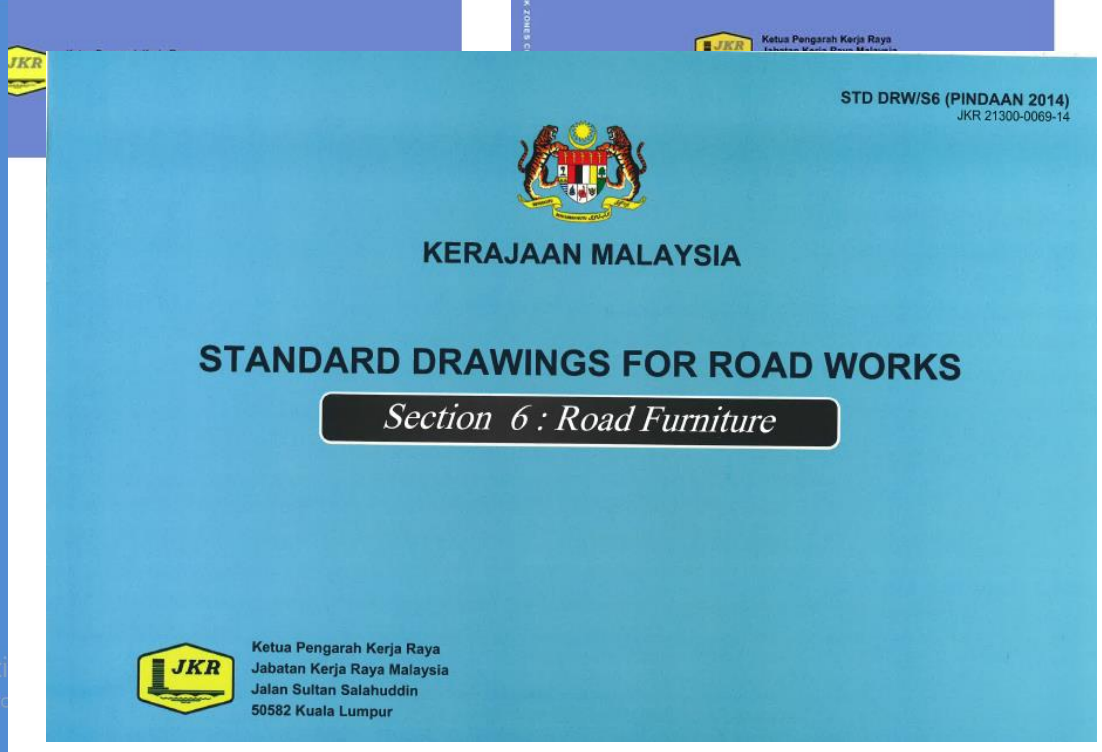 K ZONES
Ketua Pengarah Kerja Raya
JKR
JKR
STD DRW/S6 (PINDAAN 2014)
JKR 21300-0069-14
KERAJAAN MALAYSIA
STANDARD DRAWINGS FOR ROAD WORKS
Section 6 : Road Furniture
JKR
Ketua Pengarah Kerja Raya
Jabatan Kerja Raya Malaysia
Jalan Sultan Salahuddin
50582 Kuala Lumpur